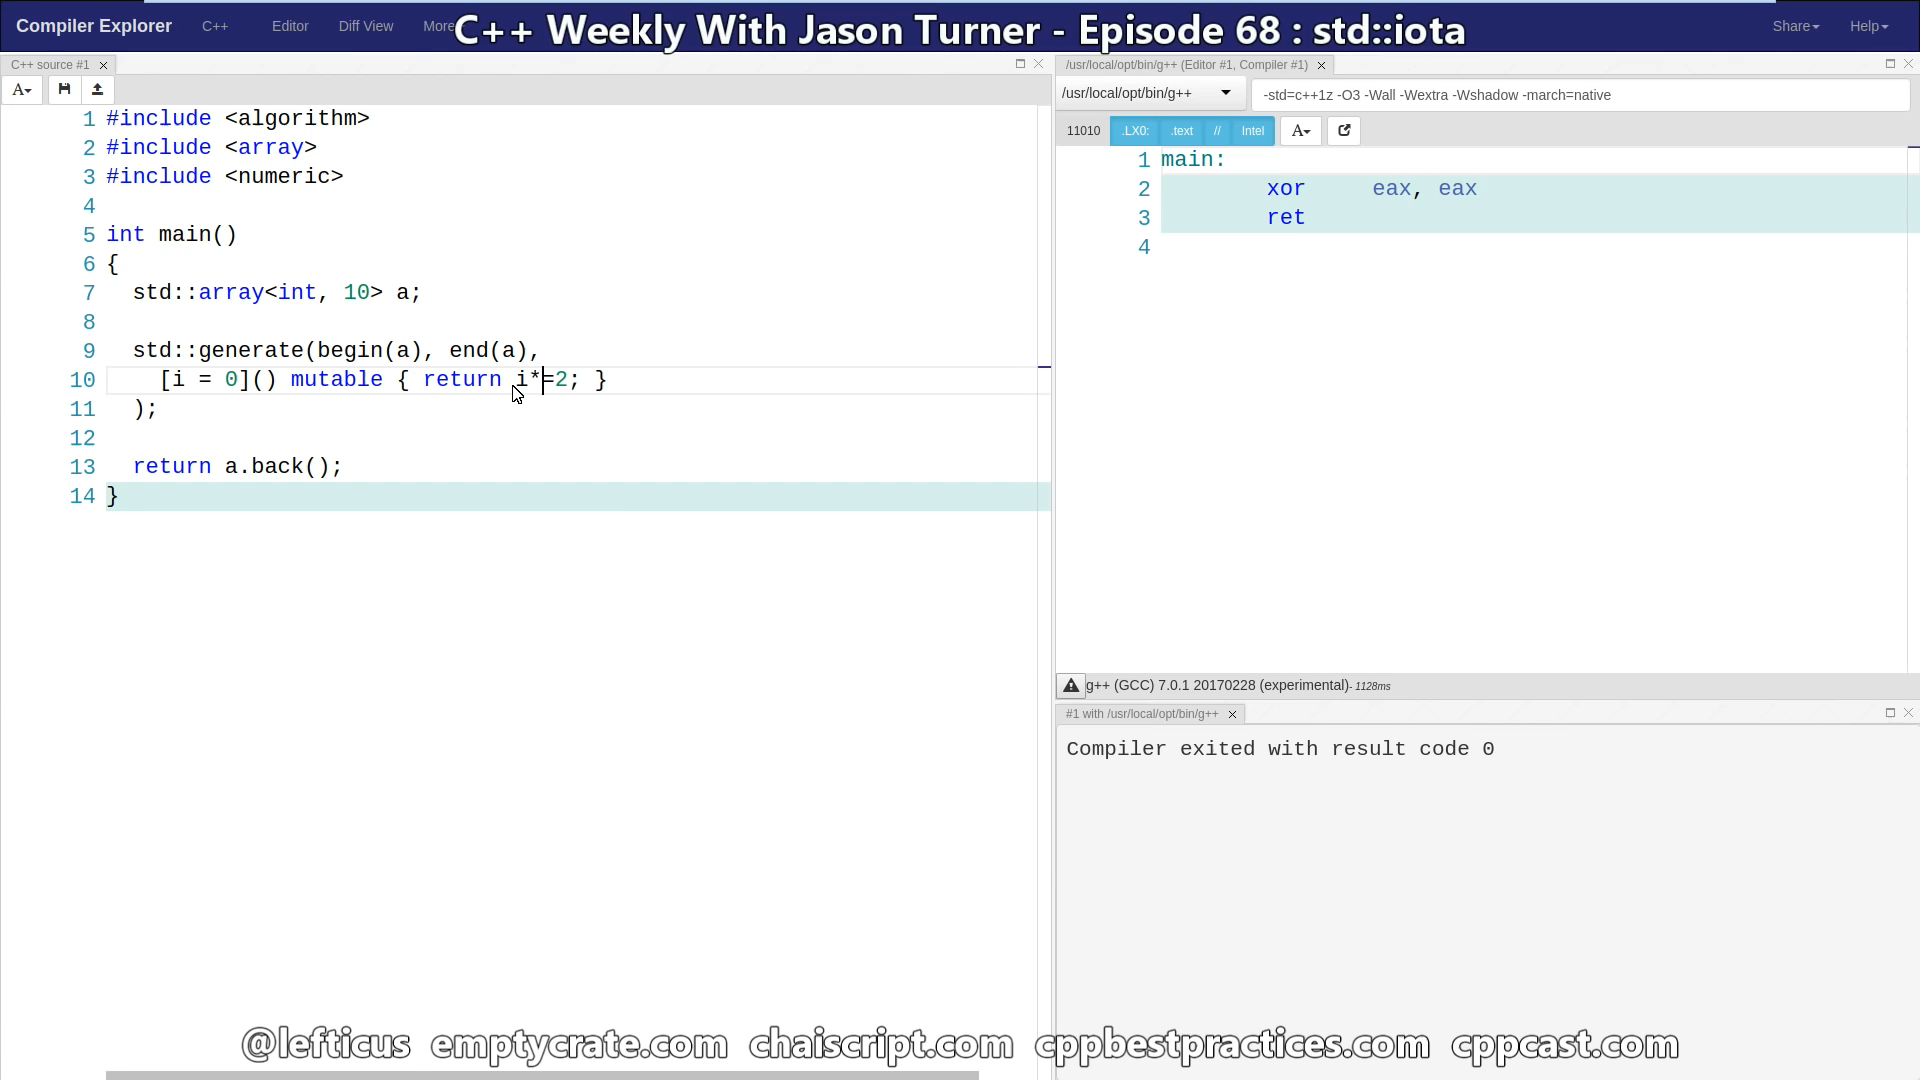 Compiler Explorer C++ Editor Diff View More
C++ Weekly With Jason Turner - Episode 68 : std::iota
Share Help
C++ source #1
A
1 #include <algorithm>
2 #include <array>
3 #include <numeric>
4
5 int main()
6 {
7 std::array<int, 10> a;
8
9 std::generate(begin(a), end(a),
10 [i = 0]() mutable { return i*=2; }
11 );
12
13 return a.back();
14 }
/usr/local/opt/bin/g++ (Editor #1, Compiler #1)
/usr/local/opt/bin/g++ -std=c++1z -O3 -Wall -Wextra -Wshadow -march=native
11010 .LX0: .text // Intel A
1 main:
2 xor eax, eax
3 ret
4
g++ (GCC) 7.0.1 20170228 (experimental)- 1128ms
#1 with /usr/local/opt/bin/g++
Compiler exited with result code 0
@lefticus emptycrate.com chaiscript.com cppbestpractices.com cppcast.com